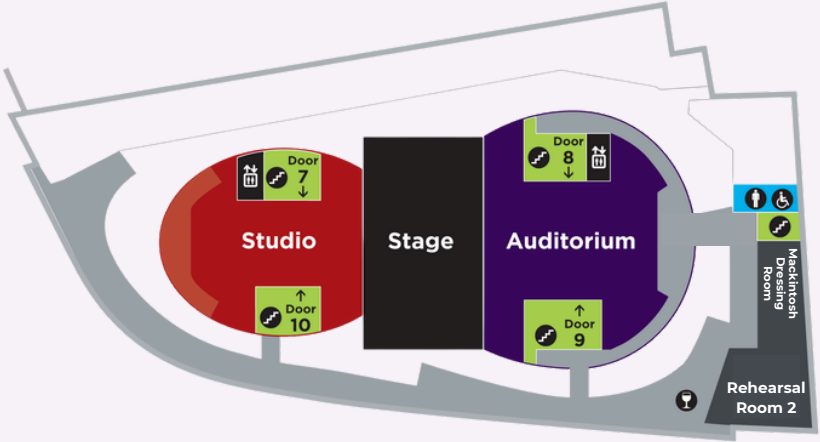 Door
7
Door
8
Studio
Stage
Auditorium
Mackintosh
Dressing
Room
Door
10
Door
9
Rehearsal
Room 2